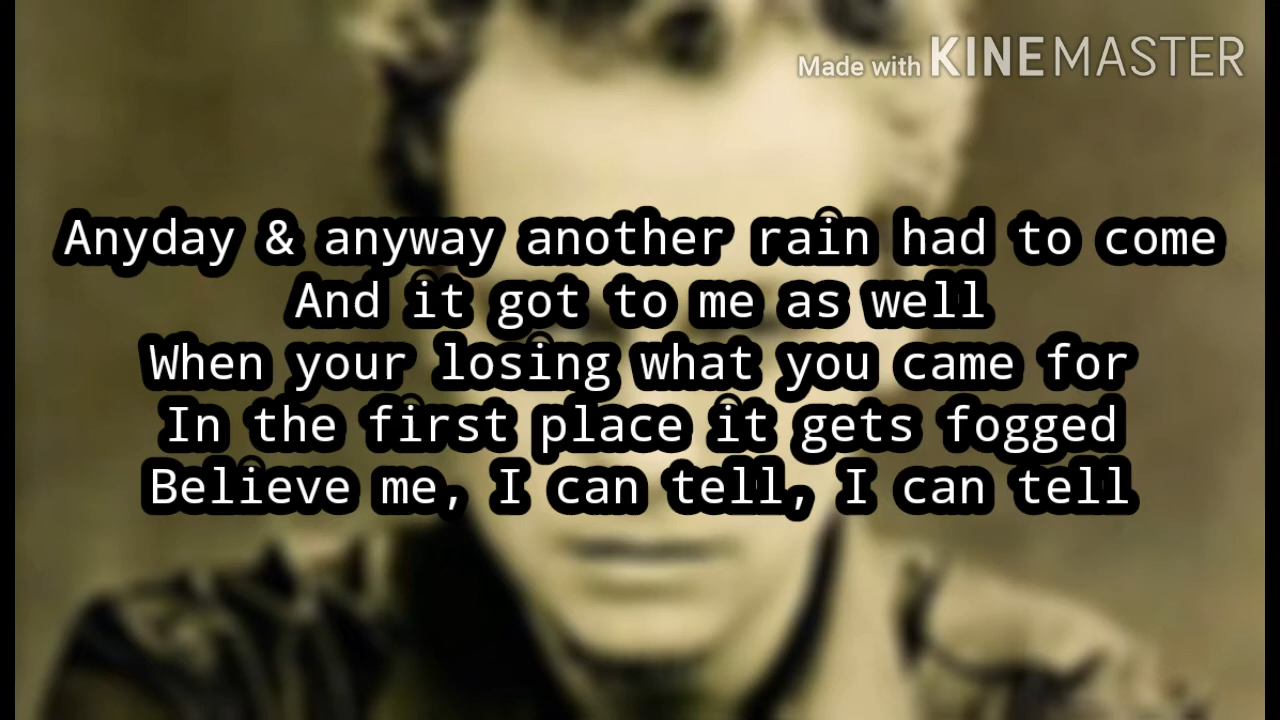 Made with KINEMASTER
Anyday & anyway another rain had to come
And it got to me as well
When your losing what you came for
In the first place it gets fogged
Believe me, I can tell, I can tell